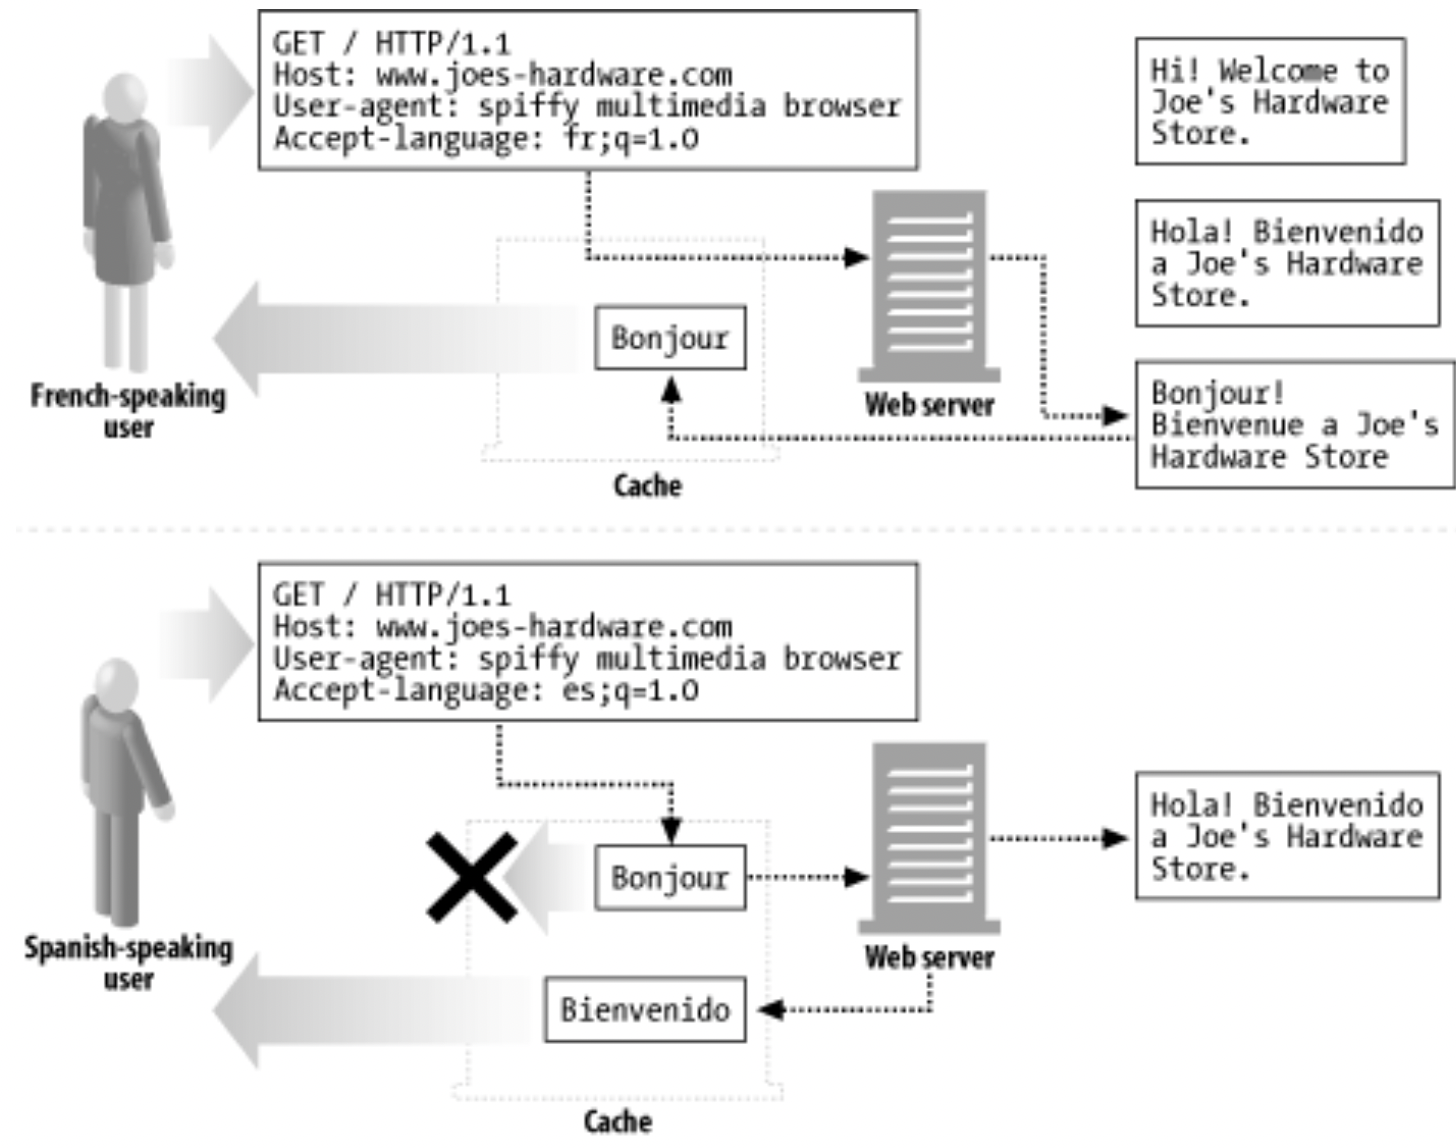 GET / HTTP/1.1
Host: www.joes-hardware.com
User-agent: spiffy multimedia browser
Accept-language: fr;q=1.0
Hi! Welcome to
Joe's Hardware
Store.
Hola! Bienvenido
a Joe's Hardware
Store.
Bonjour
French-speaking
user
Web server
Bonjour!
Bienvenue a Joe's
Hardware Store
Cache
GET / HTTP/1.1
Host: www.joes-hardware.com
User-agent: spiffy multimedia browser
Accept-language: es;q=1.0
Hola! Bienvenido
a Joe's Hardware
Store.
Bonjour
Spanish-speaking
user
Web server
Bienvenido
Cache